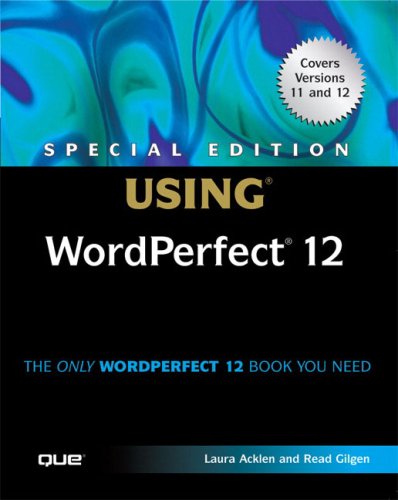 Covers
Versions
11 and 12
SPECIAL EDITION
USING®
WordPerfect® 12
THE ONLY WORDPERFECT 12 BOOK YOU NEED
QUE®
Laura Acklen and Read Gilgen